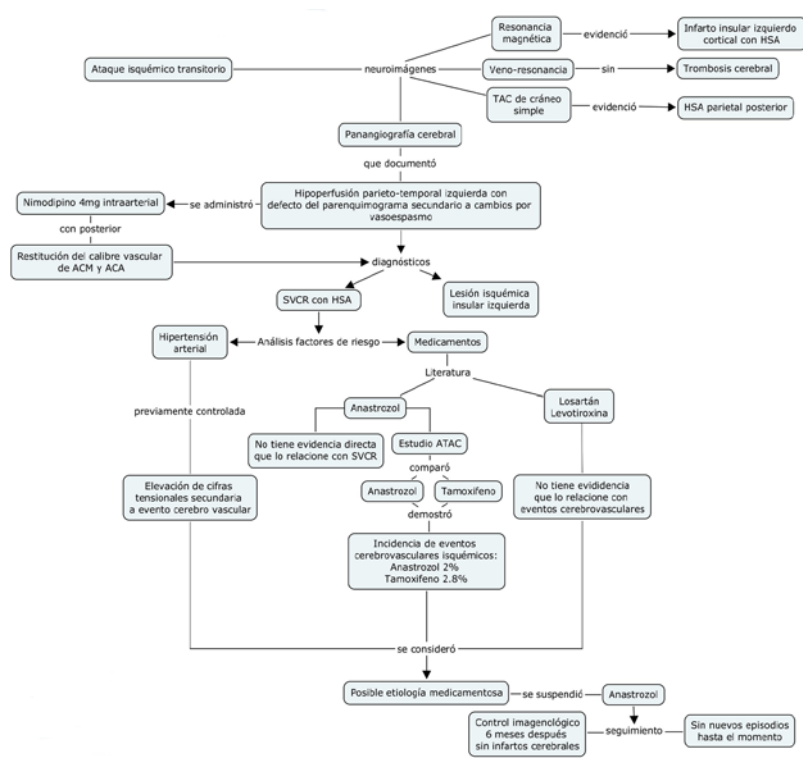 Resonancia
magnética
evidenció
Infarto insular izquierdo
cortical con HSA
Ataque isquémico transitorio
neuroimágenes
Veno-resonancia
sin
Trombosis cerebral
TAC de cráneo
simple
evidenció
HSA parietal posterior
Panangiografía cerebral
que documentó
Nimodipino 4mg intraarterial
se administró
Hipoperfusión parieto-temporal izquierda con
defecto del parenquimograma secundario a cambios por
vasoespasmo
con posterior
Restitución del calibre vascular
de ACM y ACA
diagnósticos
SVCR con HSA
Lesión isquémica
insular izquierda
Hipertensión
arterial
Análisis factores de riesgo
Medicamentos
Literatura
Anastrozol
Losartán
Levotiroxina
previamente controlada
No tiene evidencia directa
que lo relacione con SVCR
Estudio ATAC
comparó
Elevación de cifras
tensionales secundaria
a evento cerebro vascular
Anastrozol
Tamoxifeno
No tiene evididencia
que lo relacione con
eventos cerebrovasculares
demostró
Incidencia de eventos
cerebrovasculares isquémicos:
Anastrozol 2%
Tamoxifeno 2.8%
se consideró
Posible etiología medicamentosa
se suspendió
Anastrozol
Control imagenológico
6 meses después
sin infartos cerebrales
seguimiento
Sin nuevos episodios
hasta el momento